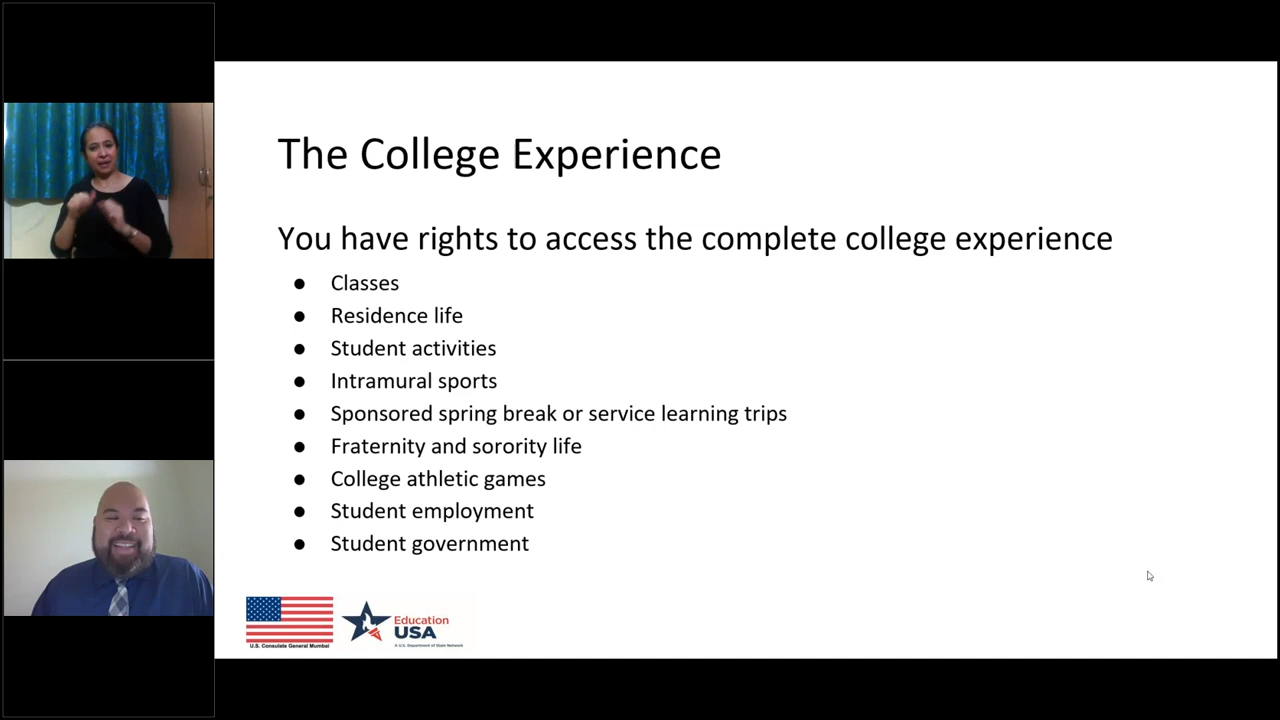 The College Experience
You have rights to access the complete college experience
● Classes
● Residence life
● Student activities
● Intramural sports
● Sponsored spring break or service learning trips
● Fraternity and sorority life
● College athletic games
● Student employment
● Student government
Education
USA
U.S. Consulate General Mumbai
A U.S. Department of State Network